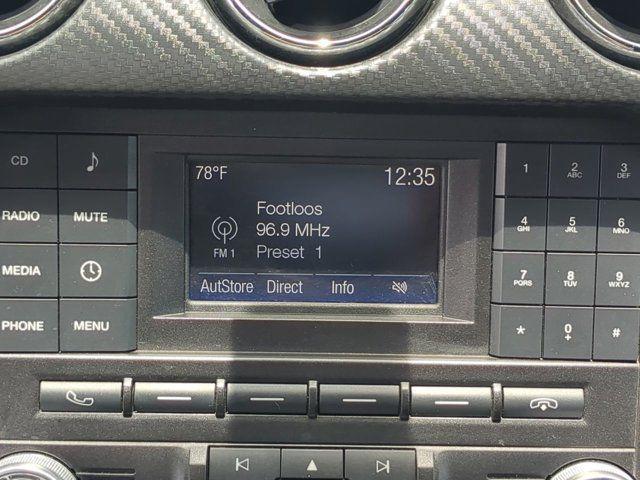 CD
RADIO
MUTE
MEDIA
PHONE
MENU
78°F
12:35
Footloos
96.9 MHz
FM 1
Preset 1
AutStore Direct Info
1 2 ABC 3 DEF
4 GHI 5 JKL 6 MNO
7 PQRS 8 TUV 9 WXYZ
* 0 + #